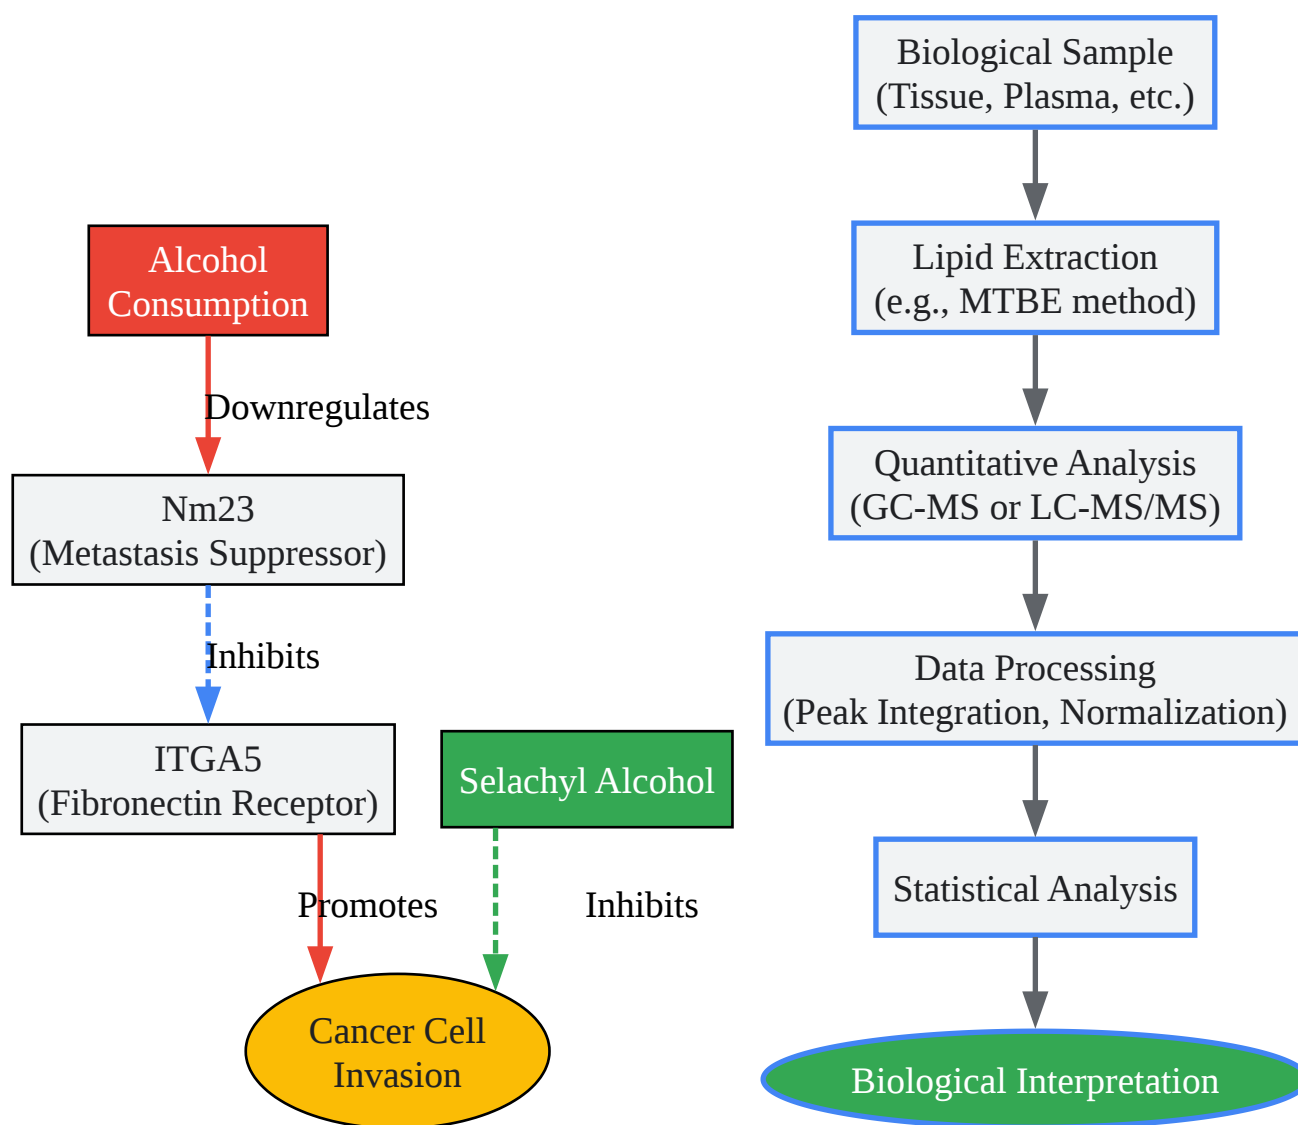 Alcohol
Consumption
Downregulates
Nm23
(Metastasis Suppressor)
Inhibits
ITGA5
(Fibronectin Receptor)
Selachyl Alcohol
Promotes
Inhibits
Cancer Cell
Invasion
Biological Sample
(Tissue, Plasma, etc.)
Lipid Extraction
(e.g., MTBE method)
Quantitative Analysis
(GC-MS or LC-MS/MS)
Data Processing
(Peak Integration, Normalization)
Statistical Analysis
Biological Interpretation